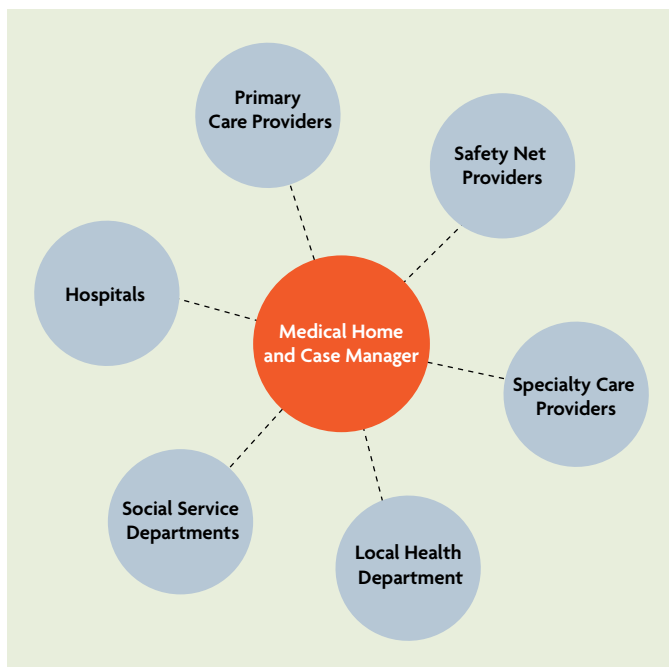 Primary
Care Providers
Safety Net
Providers
Hospitals
Medical Home
and Case Manager
Specialty Care
Providers
Social Service
Departments
Local Health
Department